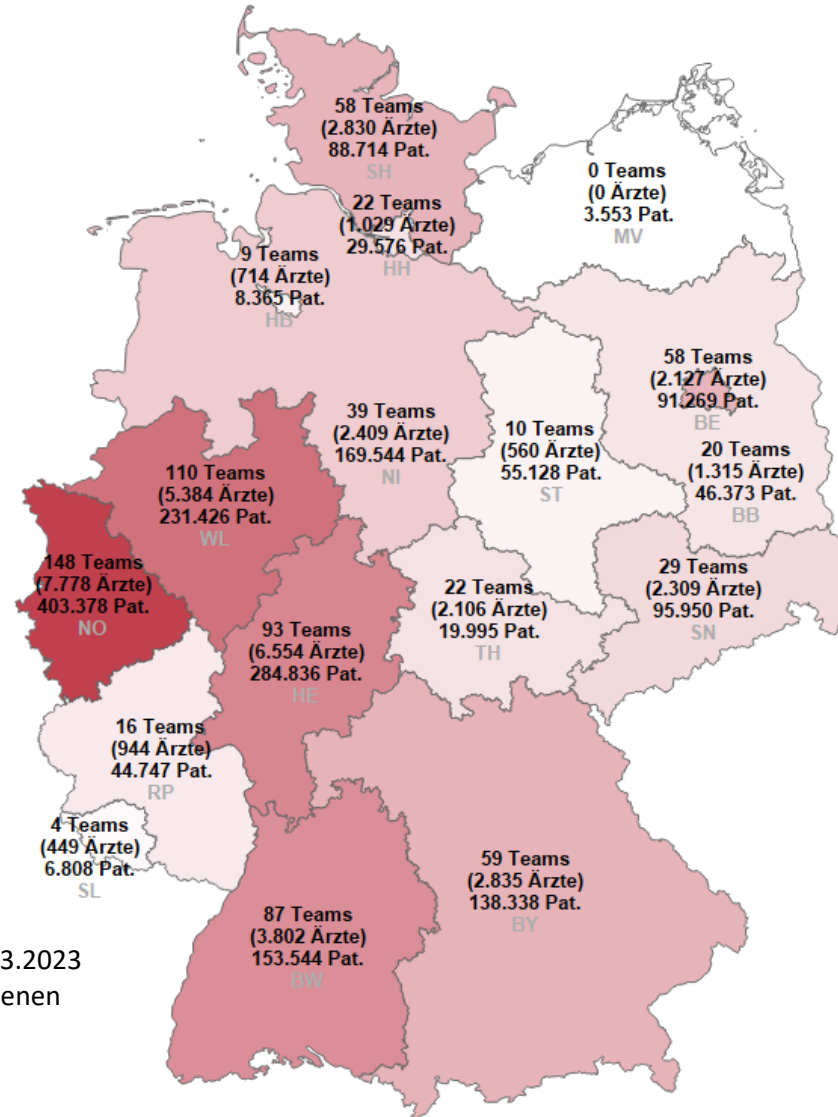 58 Teams
(2.830 Ärzte)
88.714 Pat.
SH
0 Teams
(0 Ärzte)
3.553 Pat.
MV
22 Teams
(1.029 Ärzte)
29.576 Pat.
HH
9 Teams
(714 Ärzte)
8.365 Pat.
HB
58 Teams
(2.127 Ärzte)
91.269 Pat.
BE
39 Teams
(2.409 Ärzte)
169.544 Pat.
NI
10 Teams
(560 Ärzte)
55.128 Pat.
ST
20 Teams
(1.315 Ärzte)
46.373 Pat.
BB
110 Teams
(5.384 Ärzte)
231.426 Pat.
WL
148 Teams
(7.778 Ärzte)
403.378 Pat.
NO
29 Teams
(2.309 Ärzte)
95.950 Pat.
SN
22 Teams
(2.106 Ärzte)
19.995 Pat.
TH
93 Teams
(6.554 Ärzte)
284.836 Pat.
HE
16 Teams
(944 Ärzte)
44.747 Pat.
RP
4 Teams
(449 Ärzte)
6.808 Pat.
SL
59 Teams
(2.835 Ärzte)
138.338 Pat.
BY
87 Teams
(3.802 Ärzte)
153.544 Pat.
BW
3.2023
enen